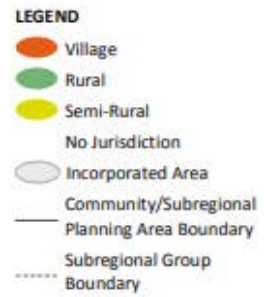 LEGEND
Village
Rural
Semi-Rural
No Jurisdiction
Incorporated Area
Community/Subregional
Planning Area Boundary
Subregional Group
Boundary